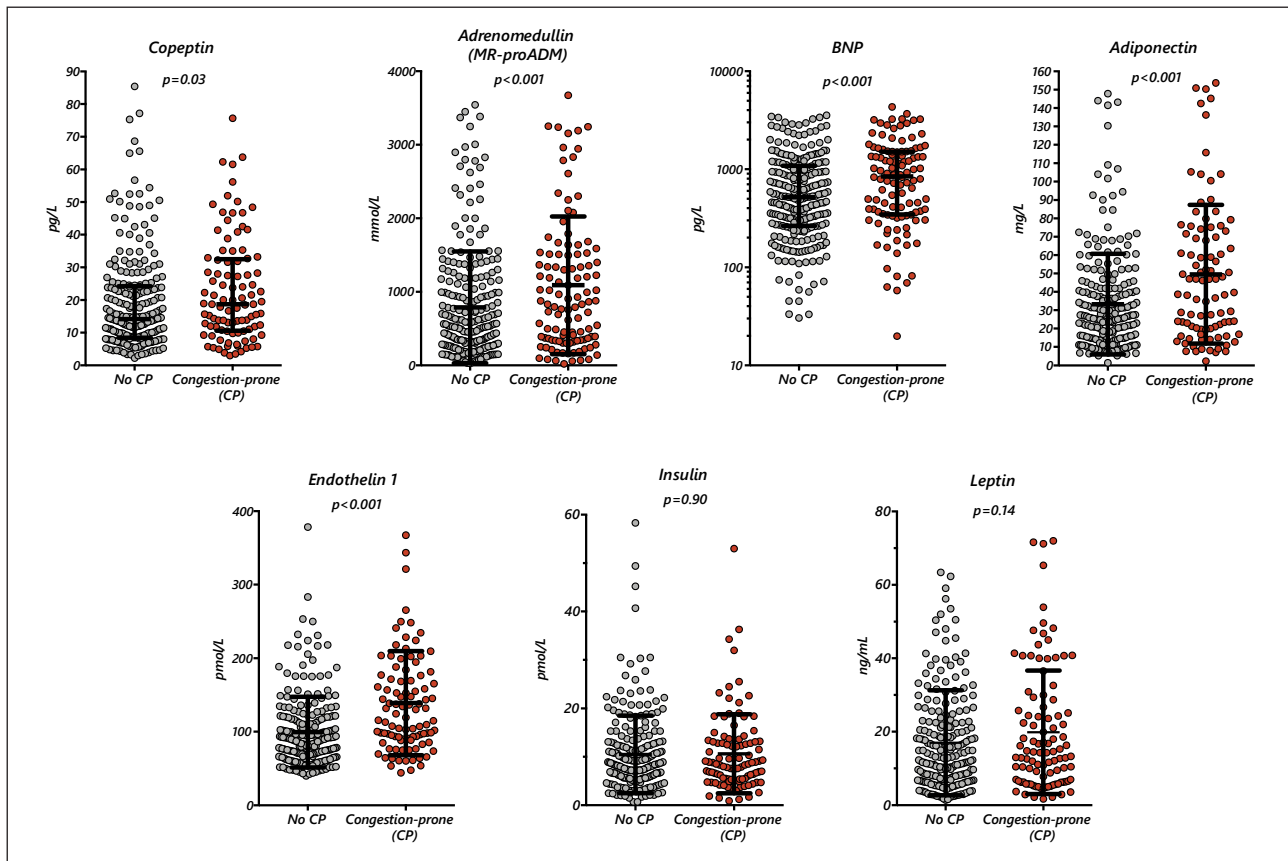 Copeptin
p=0.03
90
80
70
60
50
40
30
20
10
0
pg/L
No CP
Congestion-prone
(CP)
Adrenomedullin
(MR-proADM)
p<0.001
4000
3000
2000
1000
0
mmol/L
No CP
Congestion-prone
(CP)
BNP
p<0.001
10000
1000
100
10
pg/L
No CP
Congestion-prone
(CP)
Adiponectin
p<0.001
160
150
140
130
120
110
100
90
80
70
60
50
40
30
20
10
0
mg/L
No CP
Congestion-prone
(CP)
Endothelin 1
p<0.001
400
300
200
100
0
pmol/L
No CP
Congestion-prone
(CP)
Insulin
p=0.90
60
40
20
0
pmol/L
No CP
Congestion-prone
(CP)
Leptin
p=0.14
80
60
40
20
0
ng/mL
No CP
Congestion-prone
(CP)